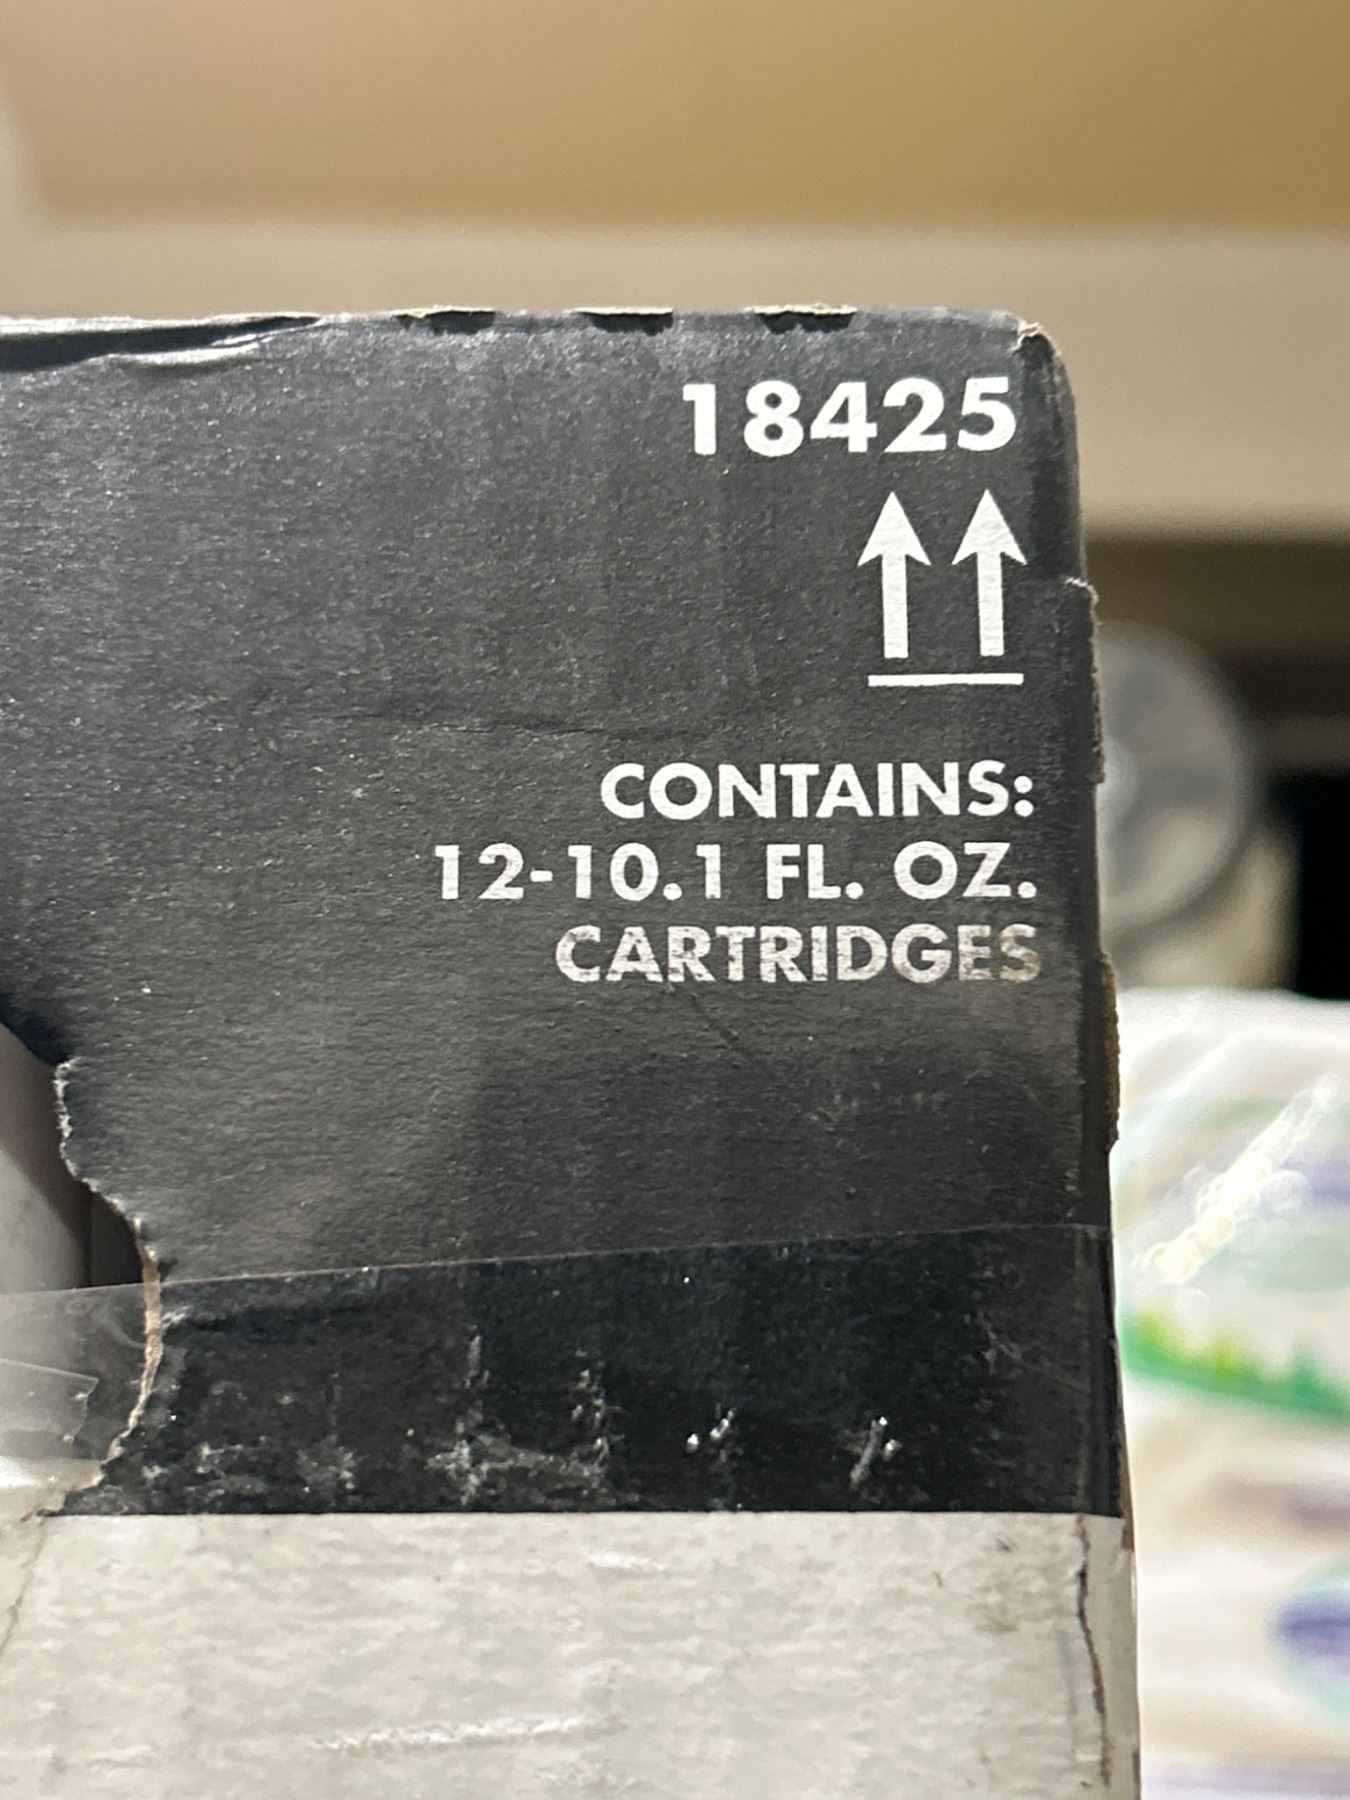 18425
CONTAINS:
12-10.1 FL. OZ.
CARTRIDGES